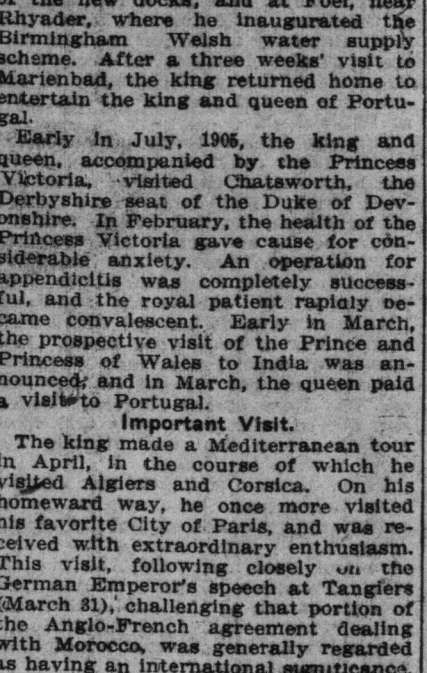 of the new docks, and at Foel, near
Rhyader, where he inaugurated the
Birmingham Welsh water supply
scheme. After a three weeks' visit to
Marienbad, the king returned home to
entertain the king and queen of Portu-
gal.
Early in July, 1905, the king and
queen, accompanied by the Princess
Victoria, visited Chatsworth, the
Derbyshire seat of the Duke of Dev-
onshire. In February, the health of the
Princess Victoria gave cause for con-
siderable anxiety. An operation for
appendicitis was completely success-
ful, and the royal patient rapidly be-
came convalescent. Early in March,
the prospective visit of the Prince and
Princess of Wales to India was an-
nounced; and in March, the queen paid
a visit to Portugal.
Important Visit.
The king made a Mediterranean tour
in April, in the course of which he
visited Algiers and Corsica. On his
homeward way, he once more visited
his favorite City of Paris, and was re-
ceived with extraordinary enthusiasm.
This visit, following closely on the
German Emperor's speech at Tangiers
(March 31), challenging that portion of
the Anglo-French agreement dealing
with Morocco, was generally regarded
as having an international significance.